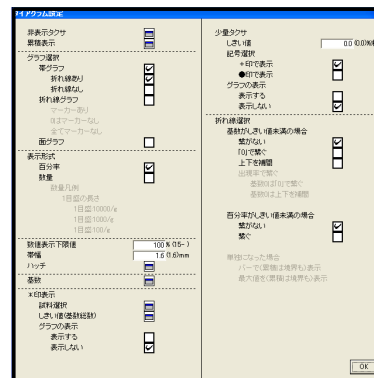 ダイアグラム設定
非表示タクサ
累積表示
グラフ選択
帯グラフ
折れ線あり
折れ線なし
折れ線グラフ
マーカーあり
0はマーカーなし
全てマーカーなし
面グラフ
表示形式
百分率
数量
数量凡例
1目盛の長さ
1目盛10000/g
1目盛1000/g
1目盛100/g
数値表示下限値 100 % (15~ )
帯幅 1.6 (1.6)mm
ハッチ
基数
※印表示
試料選択
しきい値(基数総数)
グラフの表示
表示する
表示しない
少量タクサ
しきい値 0.0 (0.0)%
記号選択
+印で表示
●印で表示
グラフの表示
表示する
表示しない
折れ線選択
基数がしきい値未満の場合
繋がない
「0」で繋ぐ
上下を補間
出現率で繋ぐ
基数0は「0」で繋ぐ
基数0は上下を補間
百分率がしきい値未満の場合
繋がない
繋ぐ
単独になった場合
バーで(累積は境界も)表示
最大値を(累積は境界も)表示
OK